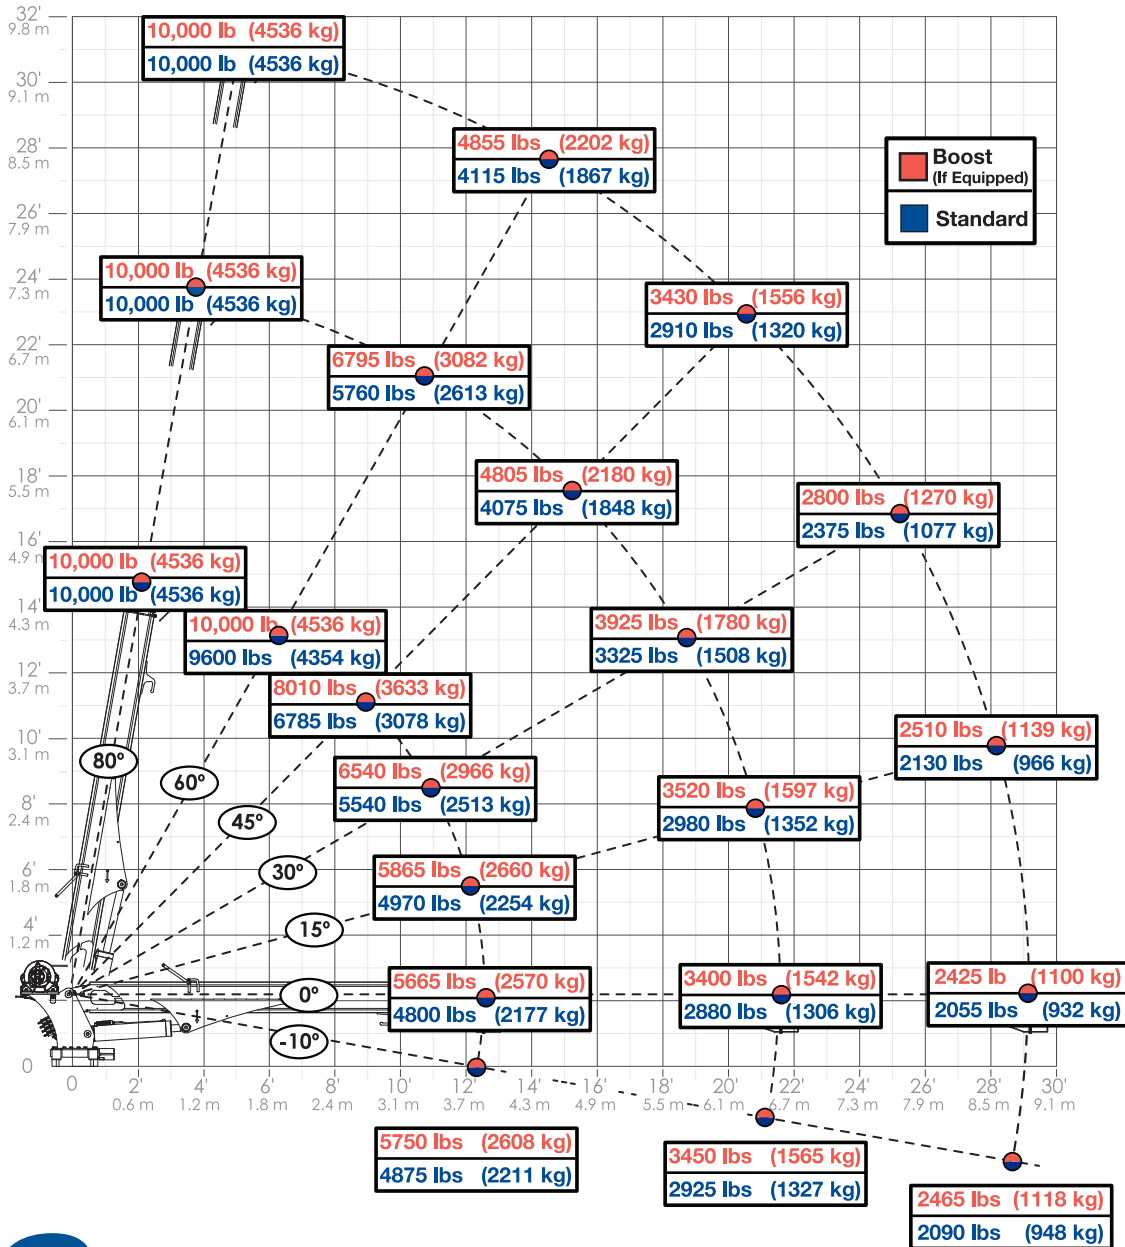 32'
9.8 m
10,000 lb (4536 kg)
10,000 lb (4536 kg)
30'
9.1 m
28'
8.5 m
4855 lbs (2202 kg)
4115 lbs (1867 kg)
Boost
(If Equipped)
Standard
26'
7.9 m
24'
7.3 m
10,000 lb (4536 kg)
10,000 lb (4536 kg)
3430 lbs (1556 kg)
2910 lbs (1320 kg)
22'
6.7 m
6795 lbs (3082 kg)
5760 lbs (2613 kg)
20'
6.1 m
18'
5.5 m
4805 lbs (2180 kg)
4075 lbs (1848 kg)
2800 lbs (1270 kg)
2375 lbs (1077 kg)
16'
4.9 m
10,000 lb (4536 kg)
10,000 lb (4536 kg)
14'
4.3 m
10,000 lb (4536 kg)
9600 lbs (4354 kg)
3925 lbs (1780 kg)
3325 lbs (1508 kg)
12'
3.7 m
8010 lbs (3633 kg)
6785 lbs (3078 kg)
10'
3.1 m
2510 lbs (1139 kg)
2130 lbs (966 kg)
80º
60º
6540 lbs (2966 kg)
5540 lbs (2513 kg)
8'
2.4 m
3520 lbs (1597 kg)
2980 lbs (1352 kg)
45º
30º
6'
1.8 m
5865 lbs (2660 kg)
4970 lbs (2254 kg)
15º
4'
1.2 m
5665 lbs (2570 kg)
4800 lbs (2177 kg)
3400 lbs (1542 kg)
2880 lbs (1306 kg)
2425 lb (1100 kg)
2055 lbs (932 kg)
0º
-10º
0
0 2' 4' 6' 8' 10' 12' 14' 16' 18' 20' 22' 24' 26' 28' 30'
0.6 m 1.2 m 1.8 m 2.4 m 3.1 m 3.7 m 4.3 m 4.9 m 5.5 m 6.1 m 6.7 m 7.3 m 7.9 m 8.5 m 9.1 m
5750 lbs (2608 kg)
4875 lbs (2211 kg)
3450 lbs (1565 kg)
2925 lbs (1327 kg)
2465 lbs (1118 kg)
2090 lbs (948 kg)